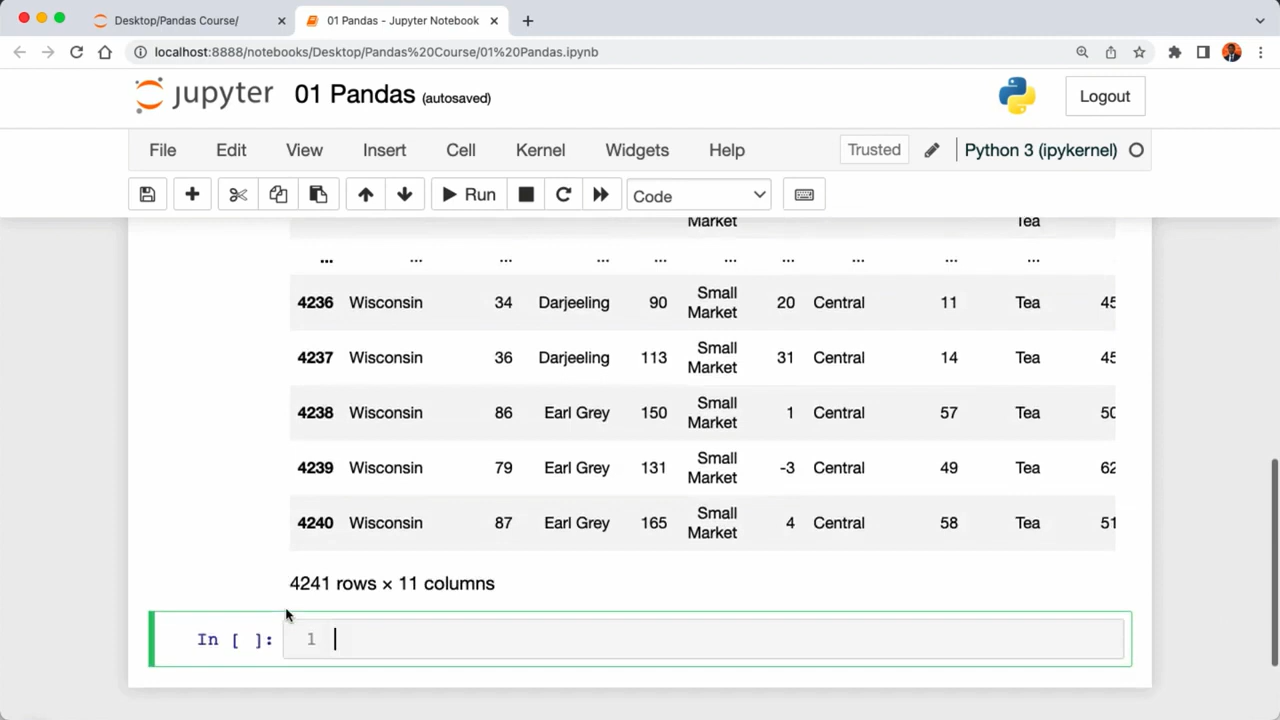 Desktop/Pandas Course/
01 Pandas - Jupyter Notebook
localhost:8888/notebooks/Desktop/Pandas%20Course/01%20Pandas.ipynb
jupyter 01 Pandas (autosaved)
Logout
File Edit View Insert Cell Kernel Widgets Help Trusted Python 3 (ipykernel)
Run Code
Market Tea
... ... ... ... ... ... ... ... ... ...
4236 Wisconsin 34 Darjeeling 90 Small Market 20 Central 11 Tea 45
4237 Wisconsin 36 Darjeeling 113 Small Market 31 Central 14 Tea 45
4238 Wisconsin 86 Earl Grey 150 Small Market 1 Central 57 Tea 50
4239 Wisconsin 79 Earl Grey 131 Small Market -3 Central 49 Tea 62
4240 Wisconsin 87 Earl Grey 165 Small Market 4 Central 58 Tea 51
4241 rows × 11 columns
In [ ]: 1